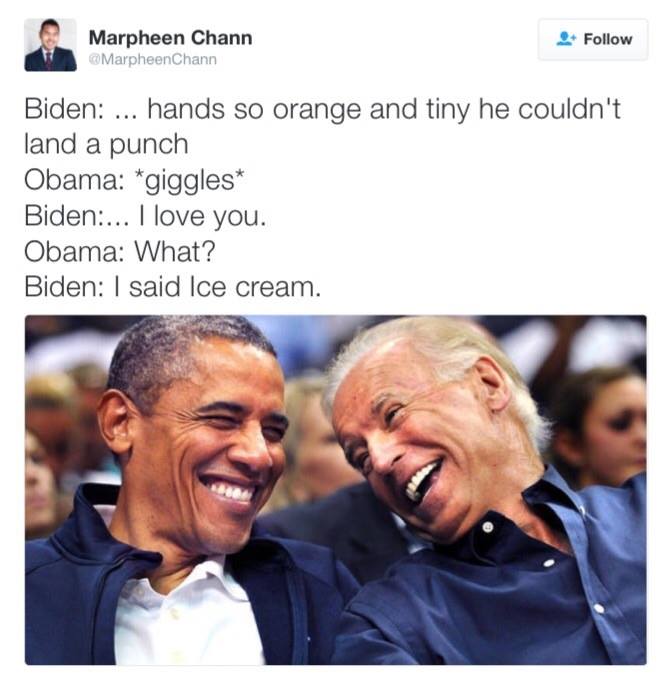 Marpheen Chann
@MarpheenChann
Follow
Biden: ... hands so orange and tiny he couldn't
land a punch
Obama: *giggles*
Biden:... I love you.
Obama: What?
Biden: I said Ice cream.